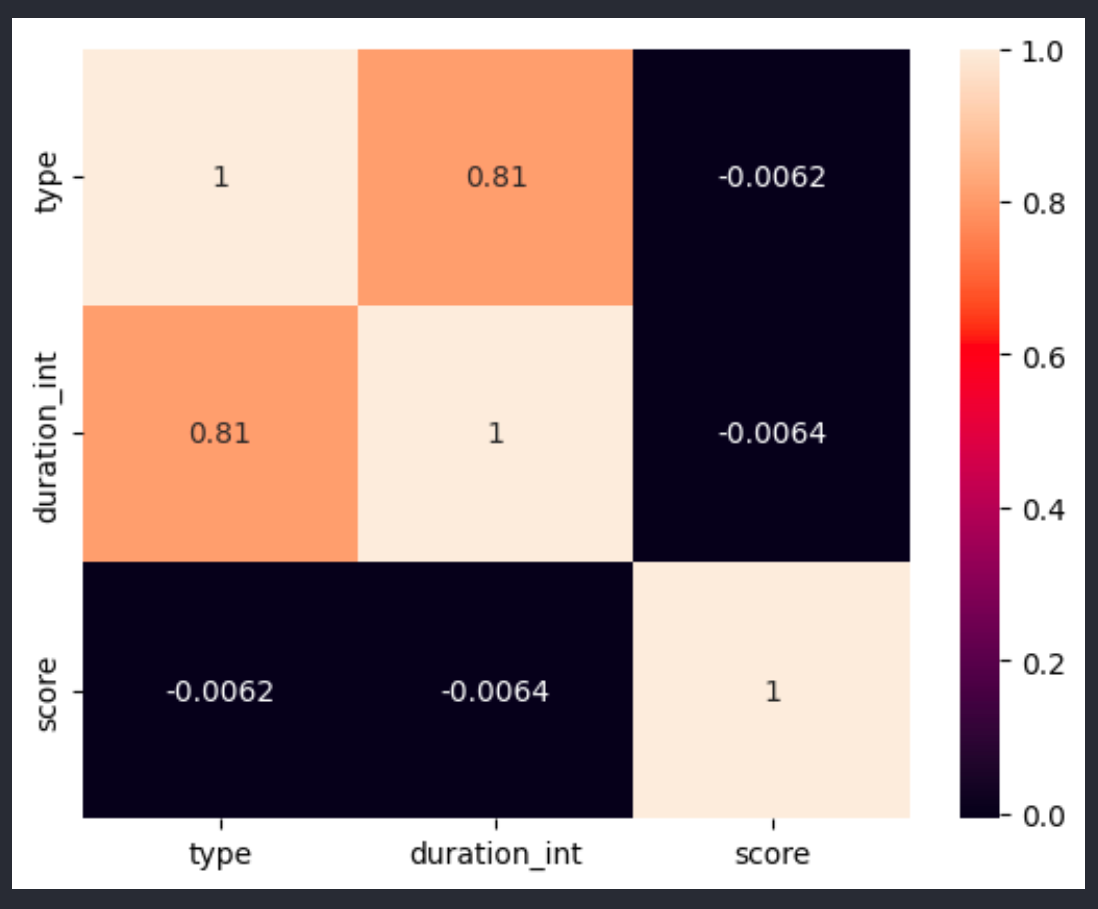 type 1 0.81 -0.0062
duration_int 0.81 1 -0.0064
score -0.0062 -0.0064 1
type duration_int score
1.0
0.8
0.6
0.4
0.2
0.0